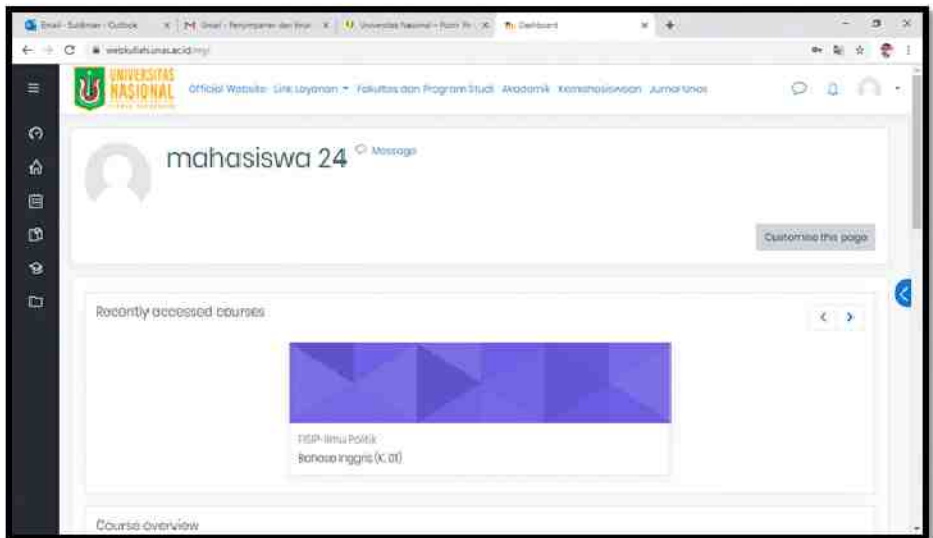 Email - Sudirman - Outlook
Dashboard
webkuliah.unas.ac.id/my/
UNIVERSITAS
NASIONAL
Official Website Link Layanan Fakultas dan Program Studi Akademik Kemahasiswaan Jurnal Unas
mahasiswa 24 Message
Customise this page
Recently accessed courses
FISIP-Ilmu Politik
Bahasa Inggris (K. 01)
Course overview